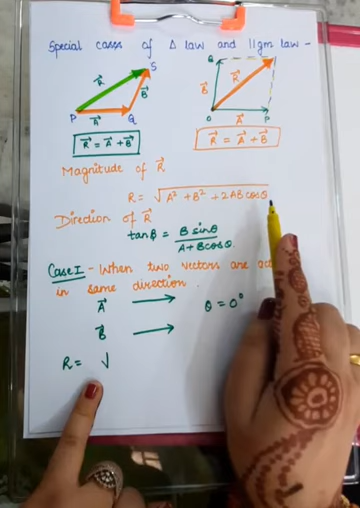 Special cases of Δ law and llgm law -
S
R⃗
B⃗
P
A⃗
Q
R⃗ = A⃗ + B⃗
Q
B⃗
R⃗
O
A⃗
P
R⃗ = A⃗ + B⃗
Magnitude of R⃗
R = √A² + B² + 2AB cosθ
Direction of R⃗
tanβ = B sinθ / A + B cosθ
Case I - When two vectors are
in same direction.
A⃗ → θ = 0°
B⃗ →
R = √